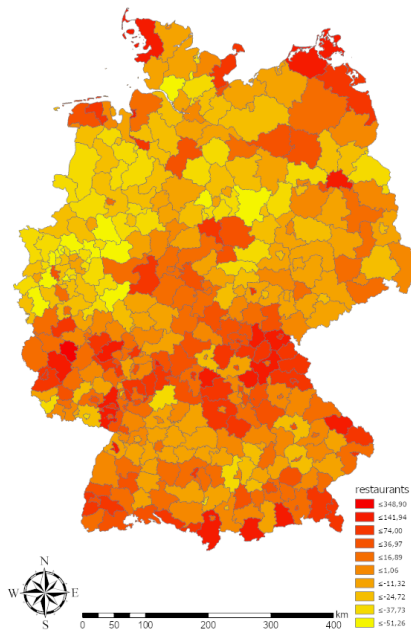 restaurants
≤348,90
≤141,94
≤74,00
≤36,97
≤16,89
≤1,06
≤-11,32
≤-24,72
≤-37,73
≤-51,26
N
W E
S
km
0 50 100 200 300 400